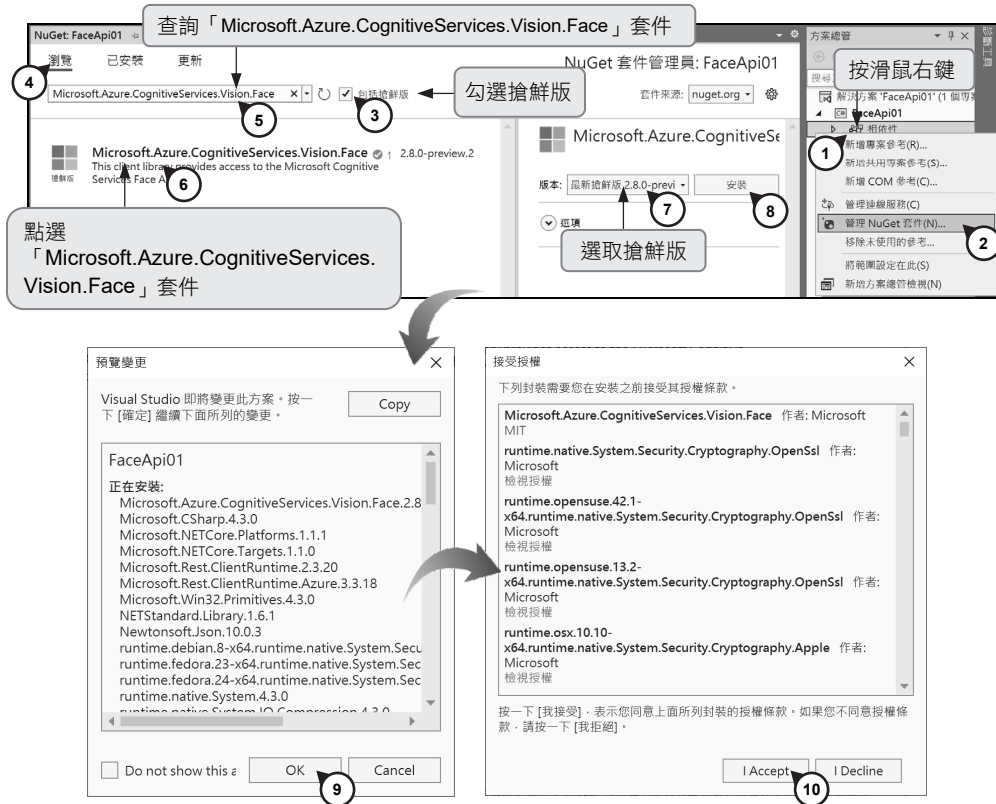 查詢「Microsoft.Azure.CognitiveServices.Vision.Face」套件
NuGet: FaceApi01
瀏覽 已安裝 更新
4
Microsoft.Azure.CognitiveServices.Vision.Face
5
包括搶鮮版
3
勾選搶鮮版
NuGet 套件管理員: FaceApi01
套件來源: nuget.org
Microsoft.Azure.CognitiveServices.Vision.Face 2.8.0-preview.2
This client library provides access to the Microsoft Cognitive
Services Face A
搶鮮版
6
點選
「Microsoft.Azure.CognitiveServices.
Vision.Face」套件
Microsoft.Azure.CognitiveSe
版本: 最新搶鮮版 2.8.0-previ
安裝
7
8
選項
選取搶鮮版
方案總管
診斷工具
按滑鼠右鍵
搜尋
解決方案 'FaceApi01' (1 個專案
FaceApi01
相依性
1
新增專案參考(R)...
新增共用專案參考(S)...
新增 COM 參考(C)...
管理連線服務(C)
管理 NuGet 套件(N)...
2
移除未使用的參考...
將範圍設定在此(S)
新增方案總管檢視(N)
預覽變更
Visual Studio 即將變更此方案。按一
下 [確定] 繼續下面所列的變更。
Copy
FaceApi01
正在安裝:
Microsoft.Azure.CognitiveServices.Vision.Face.2.8
Microsoft.CSharp.4.3.0
Microsoft.NETCore.Platforms.1.1.1
Microsoft.NETCore.Targets.1.1.0
Microsoft.Rest.ClientRuntime.2.3.20
Microsoft.Rest.ClientRuntime.Azure.3.3.18
Microsoft.Win32.Primitives.4.3.0
NETStandard.Library.1.6.1
Newtonsoft.Json.10.0.3
runtime.debian.8-x64.runtime.native.System.Secu
runtime.fedora.23-x64.runtime.native.System.Sec
runtime.fedora.24-x64.runtime.native.System.Sec
runtime.native.System.4.3.0
runtime.native.System.IO.Compression.4.3.0
Do not show this a
OK
Cancel
9
接受授權
下列封裝需要您在安裝之前接受其授權條款。
Microsoft.Azure.CognitiveServices.Vision.Face 作者: Microsoft
MIT
runtime.native.System.Security.Cryptography.OpenSsl 作者:
Microsoft
檢視授權
runtime.opensuse.42.1-
x64.runtime.native.System.Security.Cryptography.OpenSsl 作者:
Microsoft
檢視授權
runtime.opensuse.13.2-
x64.runtime.native.System.Security.Cryptography.OpenSsl 作者:
Microsoft
檢視授權
runtime.osx.10.10-
x64.runtime.native.System.Security.Cryptography.Apple 作者:
Microsoft
檢視授權
按一下 [我接受]，表示您同意上面所列封裝的授權條款。如果您不同意授權條
款，請按一下 [我拒絕]。
I Accept
I Decline
10